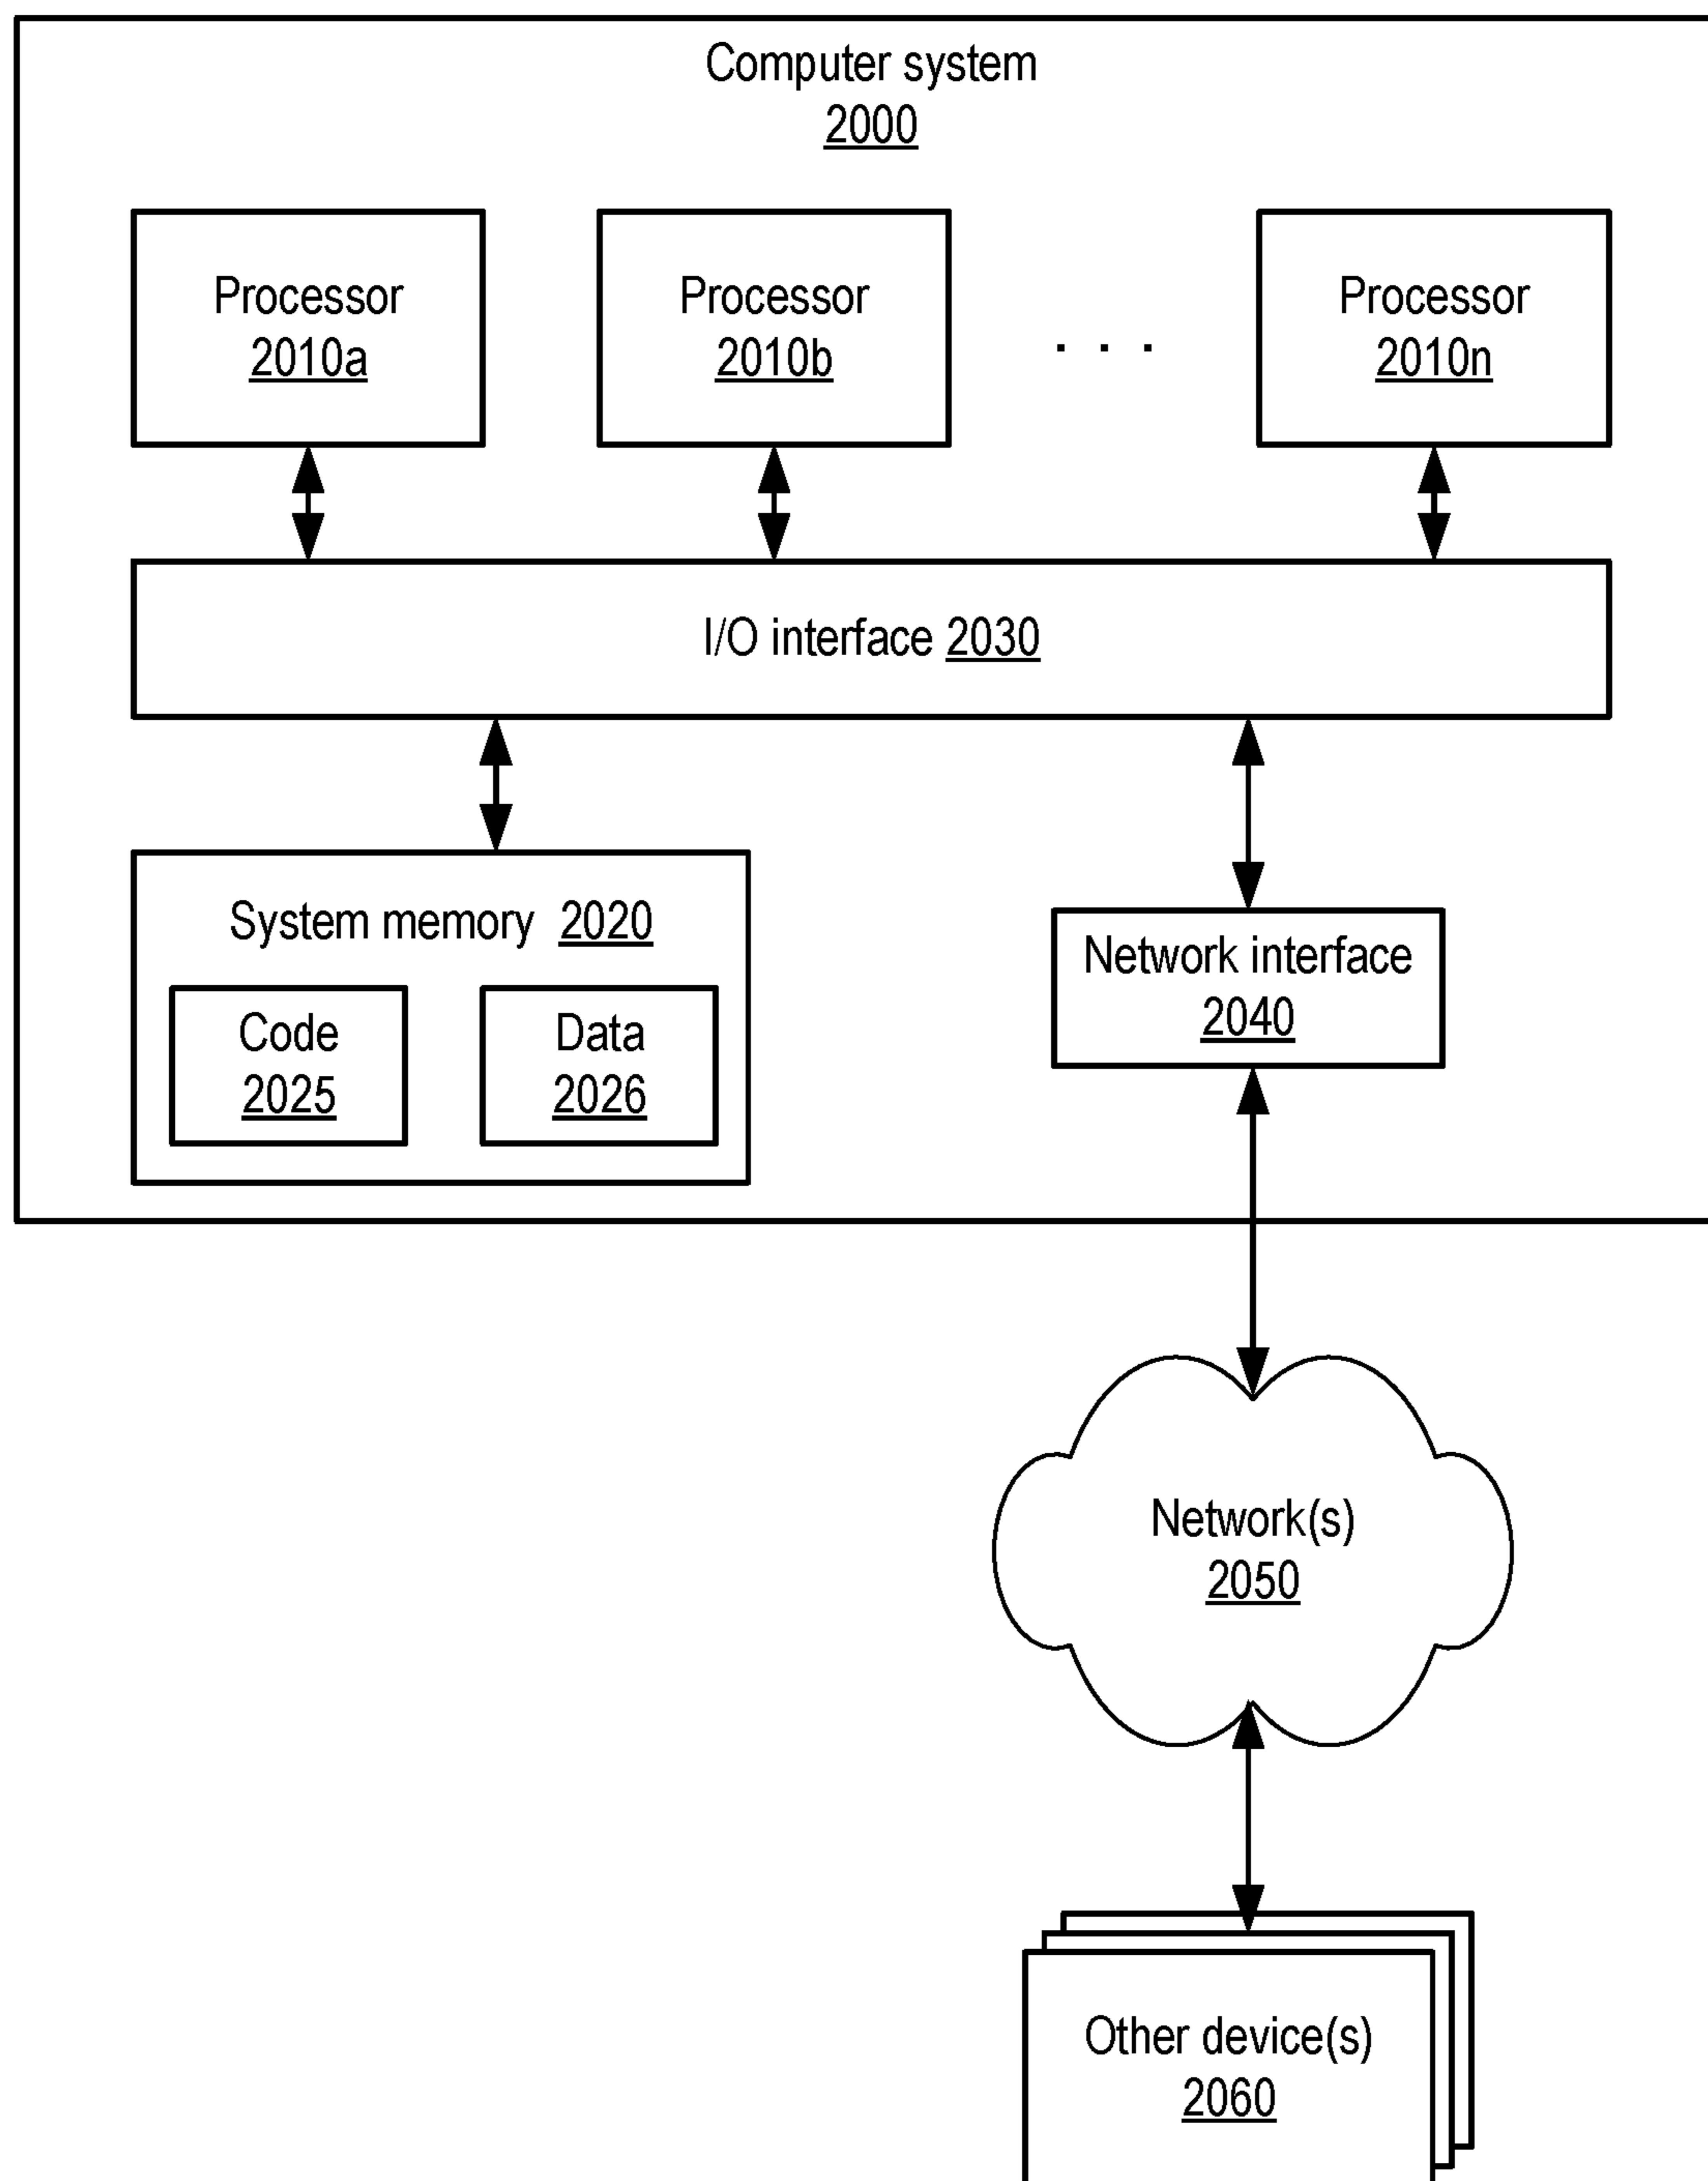 Computer system
2000
Processor
2010a
Processor
2010b
. . .
Processor
2010n
I/O interface 2030
System memory 2020
Code
2025
Data
2026
Network interface
2040
Network(s)
2050
Other device(s)
2060